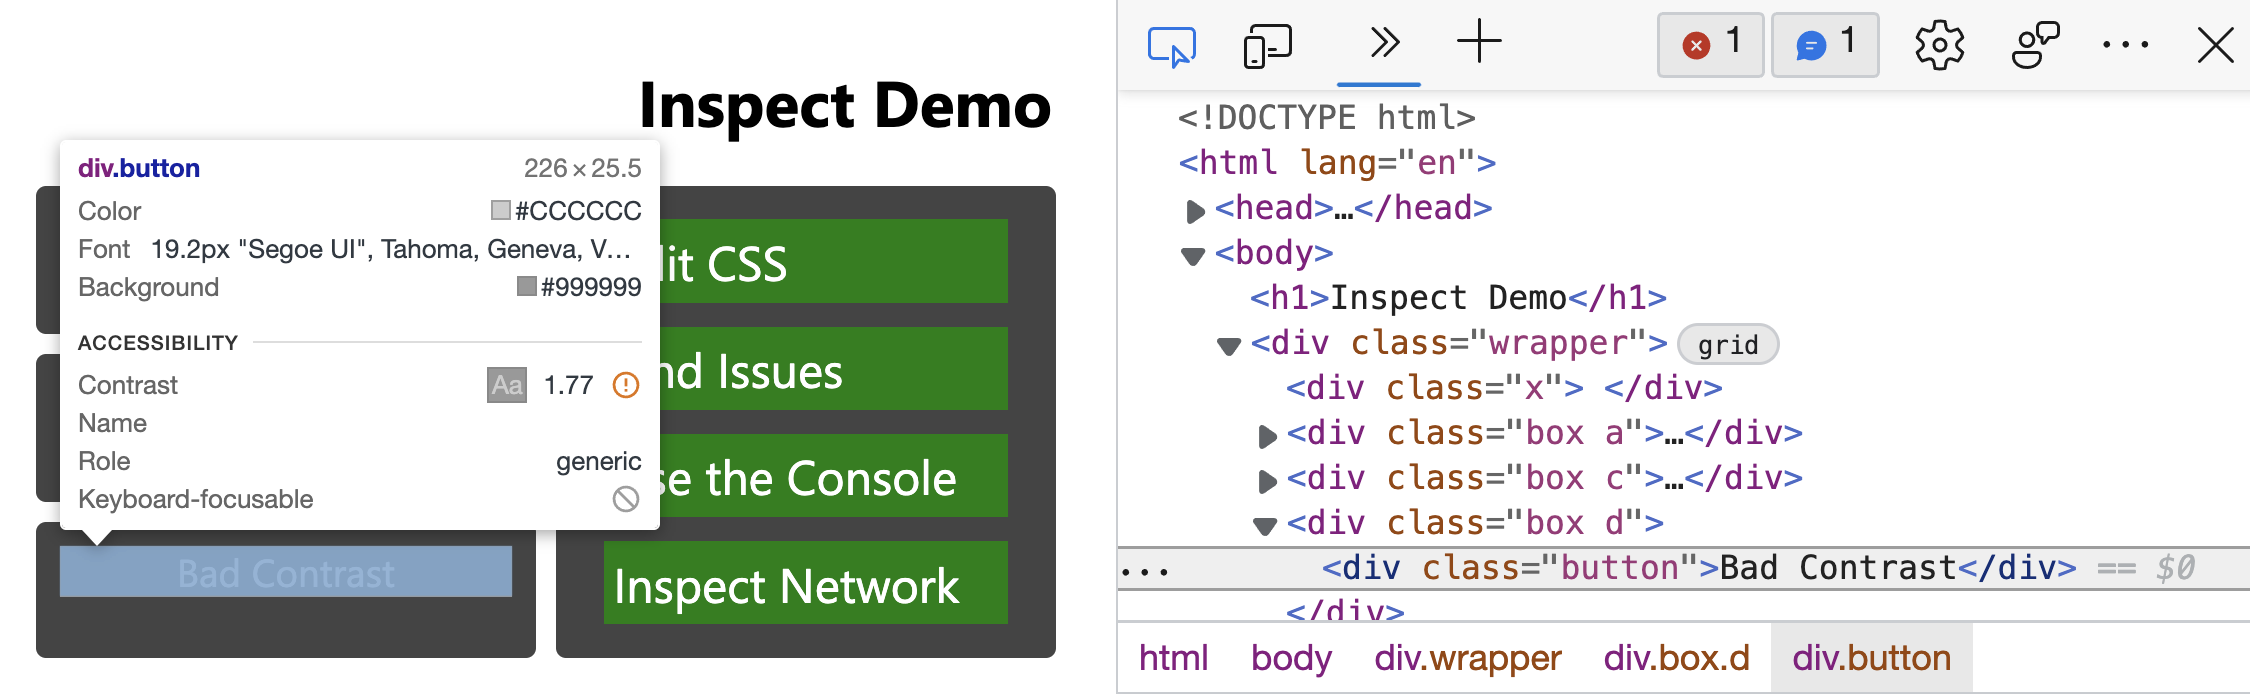 Inspect Demo
div.button 226 × 25.5
Color #CCCCCC
Font 19.2px "Segoe UI", Tahoma, Geneva, V…
Background #999999
ACCESSIBILITY
Contrast Aa 1.77
Name
Role generic
Keyboard-focusable
Bad Contrast
lit CSS
nd Issues
se the Console
Inspect Network
1 1
<!DOCTYPE html>
<html lang="en">
<head>…</head>
<body>
<h1>Inspect Demo</h1>
<div class="wrapper"> grid
<div class="x"> </div>
<div class="box a">…</div>
<div class="box c">…</div>
<div class="box d">
<div class="button">Bad Contrast</div> == $0
</div>
html body div.wrapper div.box.d div.button